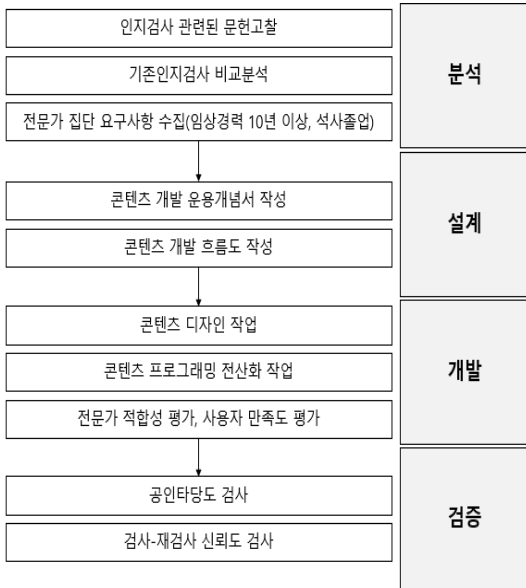 인지검사 관련된 문헌고찰
기존인지검사 비교분석
전문가 집단 요구사항 수집(임상경력 10년 이상, 석사졸업)
분석
콘텐츠 개발 운용개념서 작성
콘텐츠 개발 흐름도 작성
설계
콘텐츠 디자인 작업
콘텐츠 프로그래밍 전산화 작업
전문가 적합성 평가, 사용자 만족도 평가
개발
공인타당도 검사
검사-재검사 신뢰도 검사
검증